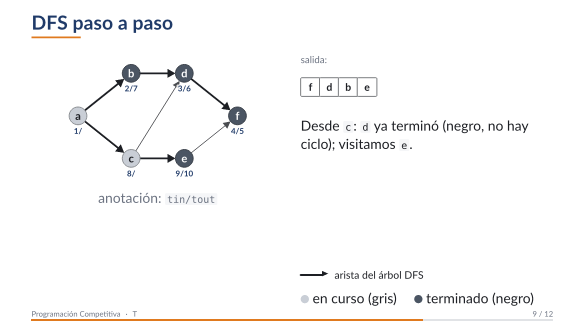 DFS paso a paso
b
2/7
d
3/6
a
1/
f
4/5
c
8/
e
9/10
anotación: tin/tout
salida:
f d b e
Desde c: d ya terminó (negro, no hay
ciclo); visitamos e.
arista del árbol DFS
en curso (gris) terminado (negro)
Programación Competitiva · T
9 / 12